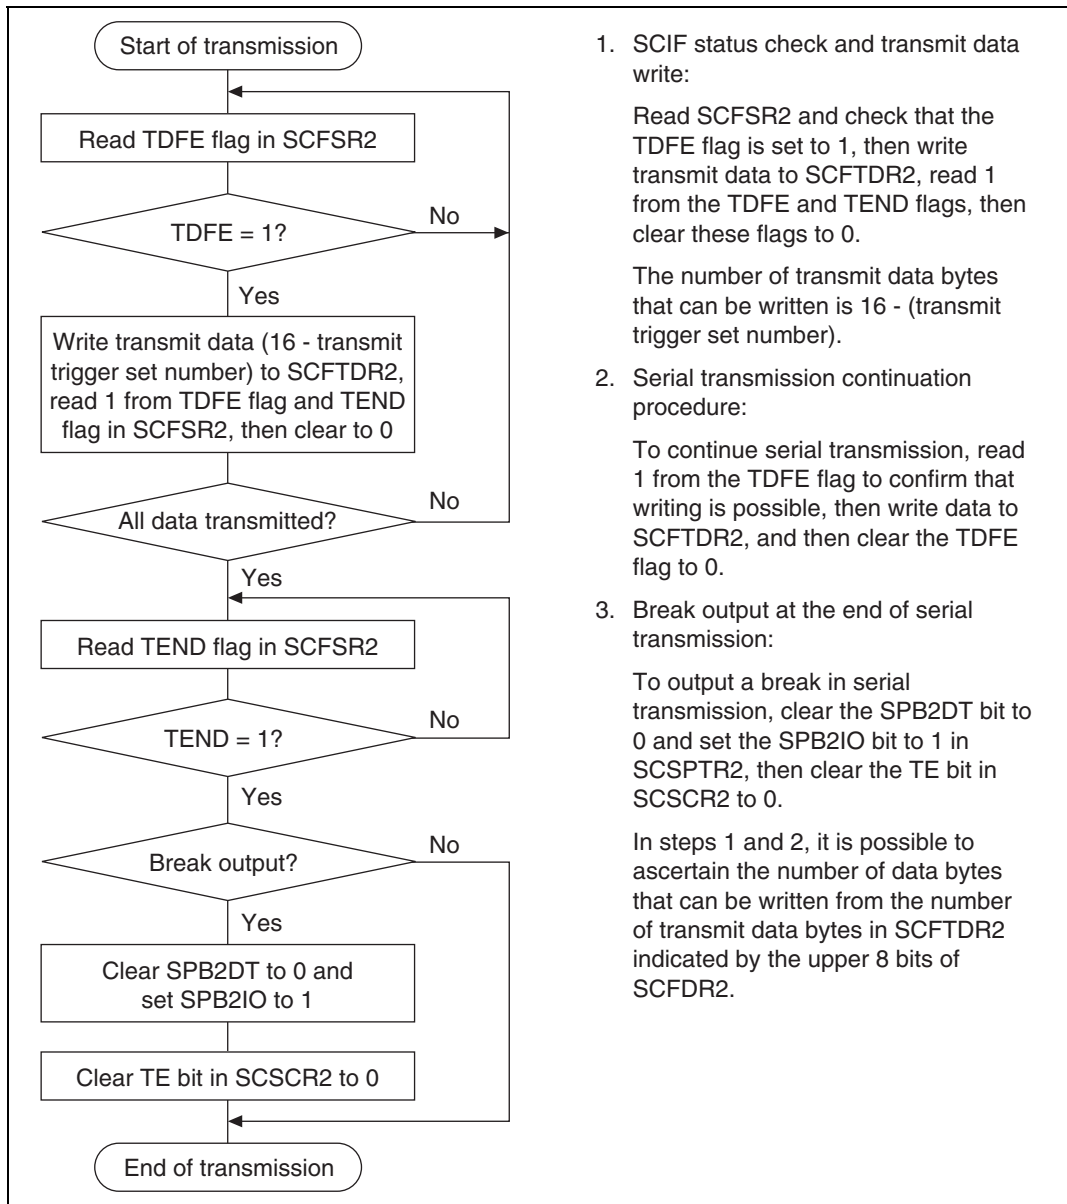 Start of transmission
Read TDFE flag in SCFSR2
TDFE = 1?
No
Yes
Write transmit data (16 - transmit
trigger set number) to SCFTDR2,
read 1 from TDFE flag and TEND
flag in SCFSR2, then clear to 0
All data transmitted?
No
Yes
Read TEND flag in SCFSR2
TEND = 1?
No
Yes
Break output?
No
Yes
Clear SPB2DT to 0 and
set SPB2IO to 1
Clear TE bit in SCSCR2 to 0
End of transmission
1. SCIF status check and transmit data
write:
Read SCFSR2 and check that the
TDFE flag is set to 1, then write
transmit data to SCFTDR2, read 1
from the TDFE and TEND flags, then
clear these flags to 0.
The number of transmit data bytes
that can be written is 16 - (transmit
trigger set number).
2. Serial transmission continuation
procedure:
To continue serial transmission, read
1 from the TDFE flag to confirm that
writing is possible, then write data to
SCFTDR2, and then clear the TDFE
flag to 0.
3. Break output at the end of serial
transmission:
To output a break in serial
transmission, clear the SPB2DT bit to
0 and set the SPB2IO bit to 1 in
SCSPTR2, then clear the TE bit in
SCSCR2 to 0.
In steps 1 and 2, it is possible to
ascertain the number of data bytes
that can be written from the number
of transmit data bytes in SCFTDR2
indicated by the upper 8 bits of
SCFDR2.